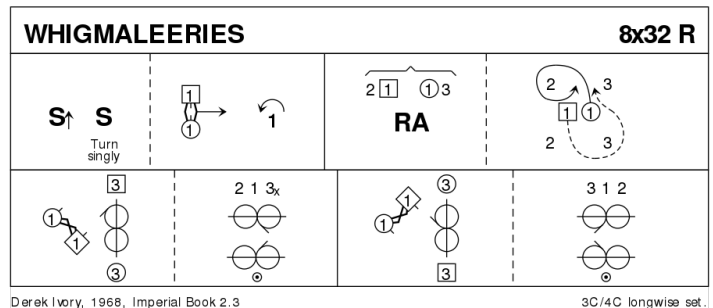 WHIGMALEERIES 8x32 R
S↑ S
Turn
singly
1
1
1
2 1 1 3
RA
2 3
1 1
2 3
3
1
1
3
2 1 3x
3
1
1
3
3 1 2
Derek Ivory, 1968, Imperial Book 2.3 3C/4C longwise set.